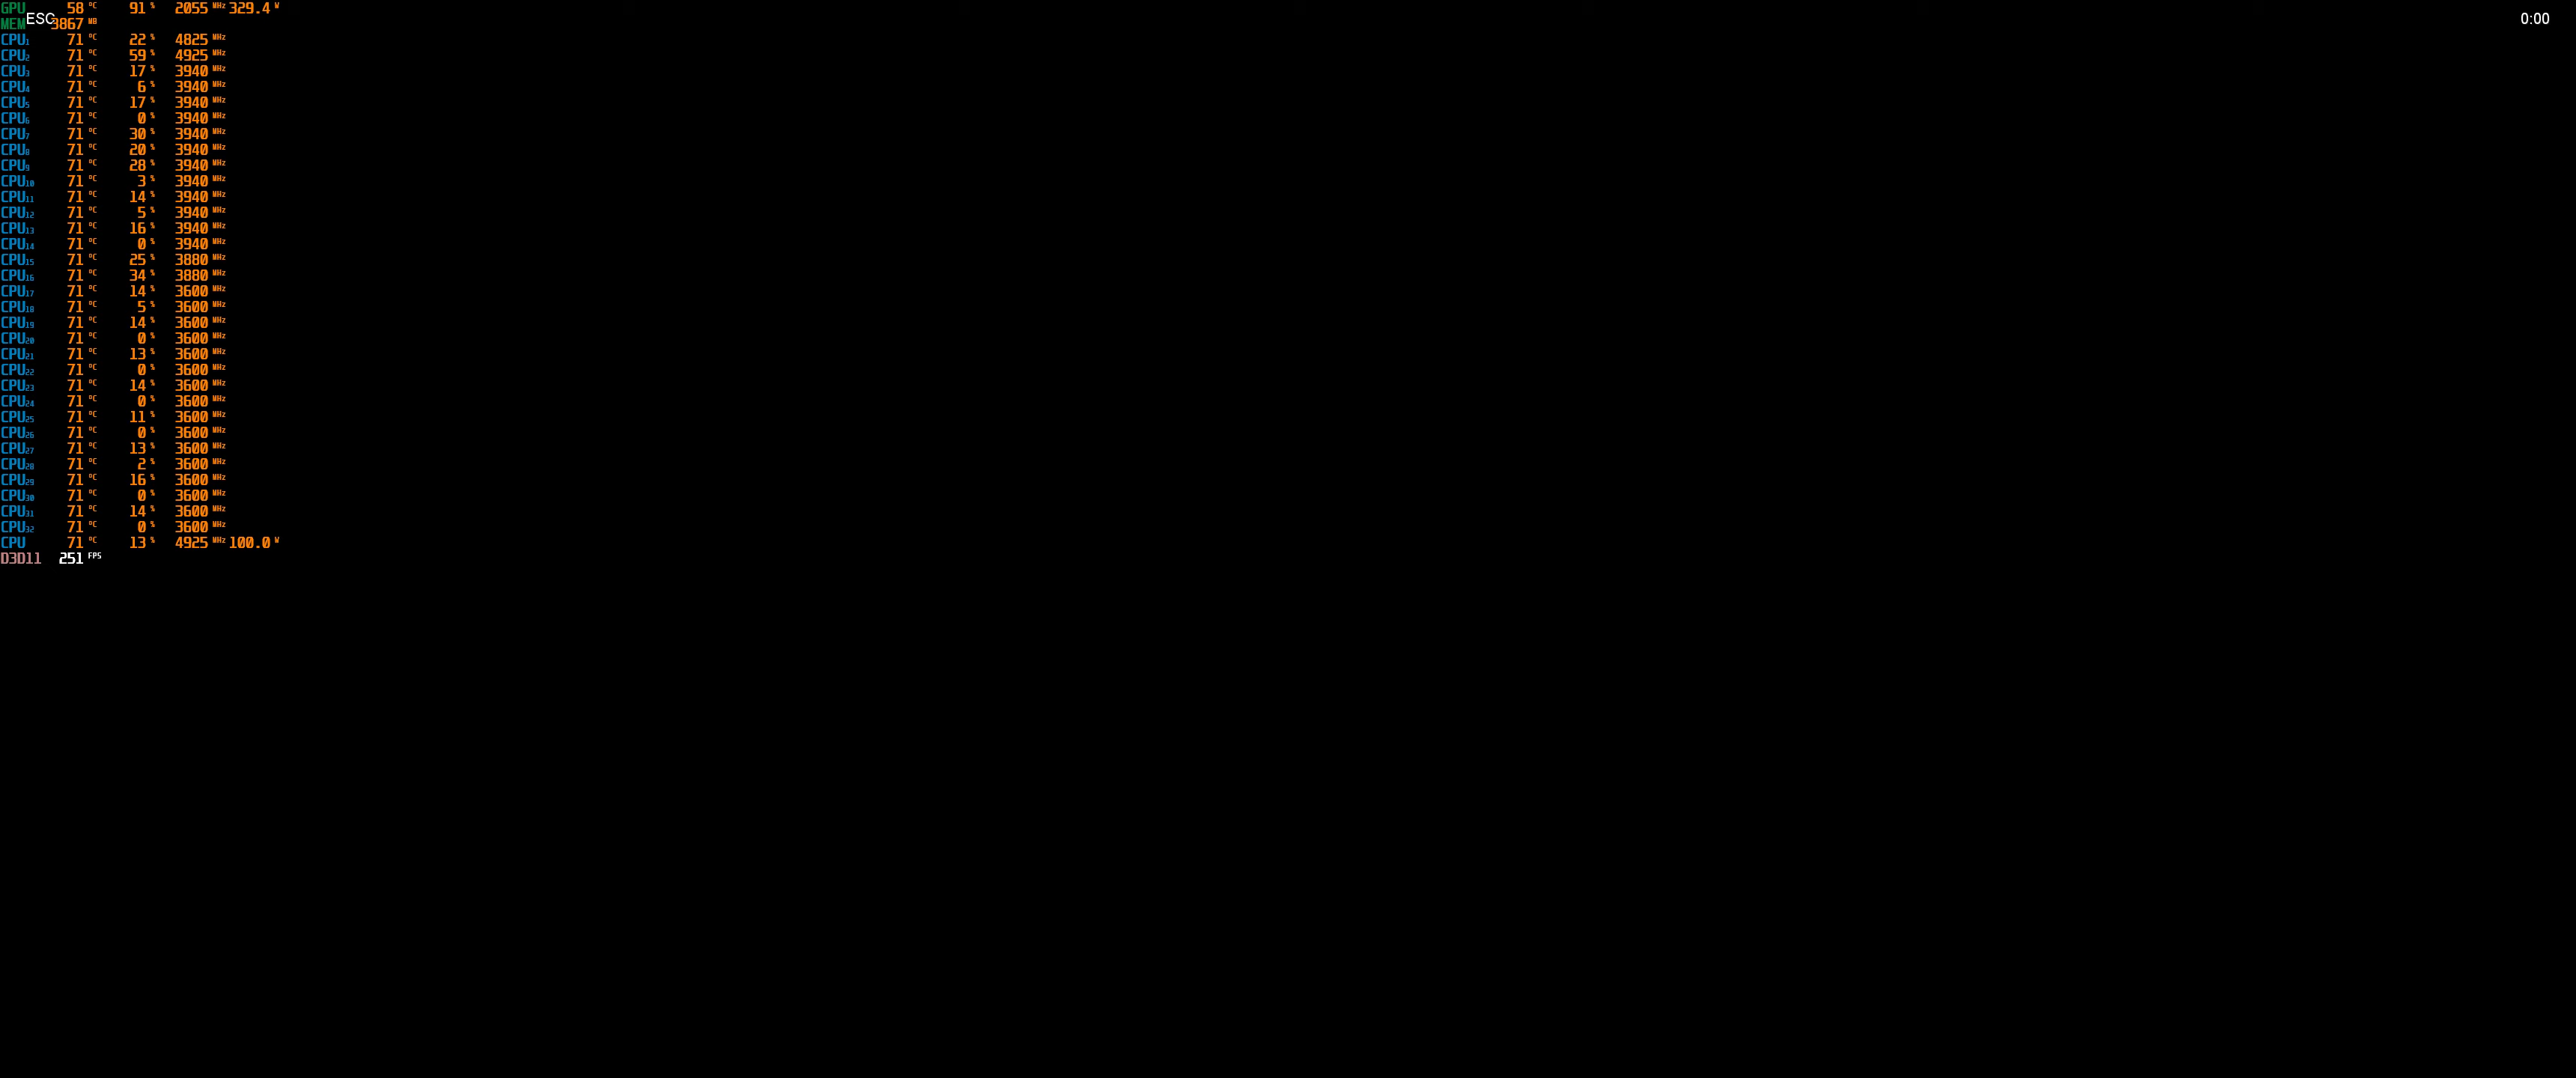 GPU 58 °C 91 % 2055 MHz 329.4 W
ESC
0:00
MEM 3867 MB
CPU1 71 °C 22 % 4825 MHz
CPU2 71 °C 59 % 4925 MHz
CPU3 71 °C 17 % 3940 MHz
CPU4 71 °C 6 % 3940 MHz
CPU5 71 °C 17 % 3940 MHz
CPU6 71 °C 0 % 3940 MHz
CPU7 71 °C 30 % 3940 MHz
CPU8 71 °C 20 % 3940 MHz
CPU9 71 °C 28 % 3940 MHz
CPU10 71 °C 3 % 3940 MHz
CPU11 71 °C 14 % 3940 MHz
CPU12 71 °C 5 % 3940 MHz
CPU13 71 °C 16 % 3940 MHz
CPU14 71 °C 0 % 3940 MHz
CPU15 71 °C 25 % 3880 MHz
CPU16 71 °C 34 % 3880 MHz
CPU17 71 °C 14 % 3600 MHz
CPU18 71 °C 5 % 3600 MHz
CPU19 71 °C 14 % 3600 MHz
CPU20 71 °C 0 % 3600 MHz
CPU21 71 °C 13 % 3600 MHz
CPU22 71 °C 0 % 3600 MHz
CPU23 71 °C 14 % 3600 MHz
CPU24 71 °C 0 % 3600 MHz
CPU25 71 °C 11 % 3600 MHz
CPU26 71 °C 0 % 3600 MHz
CPU27 71 °C 13 % 3600 MHz
CPU28 71 °C 2 % 3600 MHz
CPU29 71 °C 16 % 3600 MHz
CPU30 71 °C 0 % 3600 MHz
CPU31 71 °C 14 % 3600 MHz
CPU32 71 °C 0 % 3600 MHz
CPU 71 °C 13 % 4925 MHz 100.0 W
D3D11 251 FPS